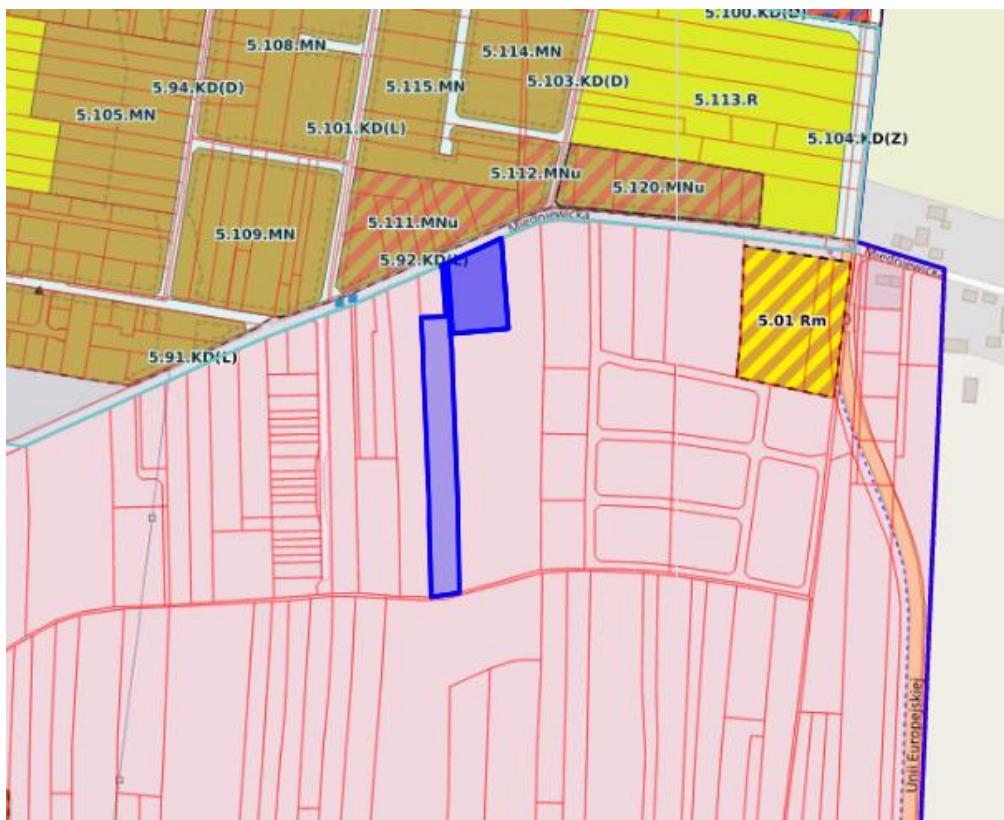 5.100.KD(D)
5.108.MN
5.114.MN
5.94.KD(D)
5.115.MN
5.103.KD(D)
5.113.R
5.105.MN
5.101.KD(L)
5.104.KD(Z)
5.112.MNu
5.120.MNu
5.109.MN
5.111.MNu
Miedniewicka
5.92.KD(L)
Miedniewicka
5.01 Rm
5.91.KD(L)
Unii Europejskiej